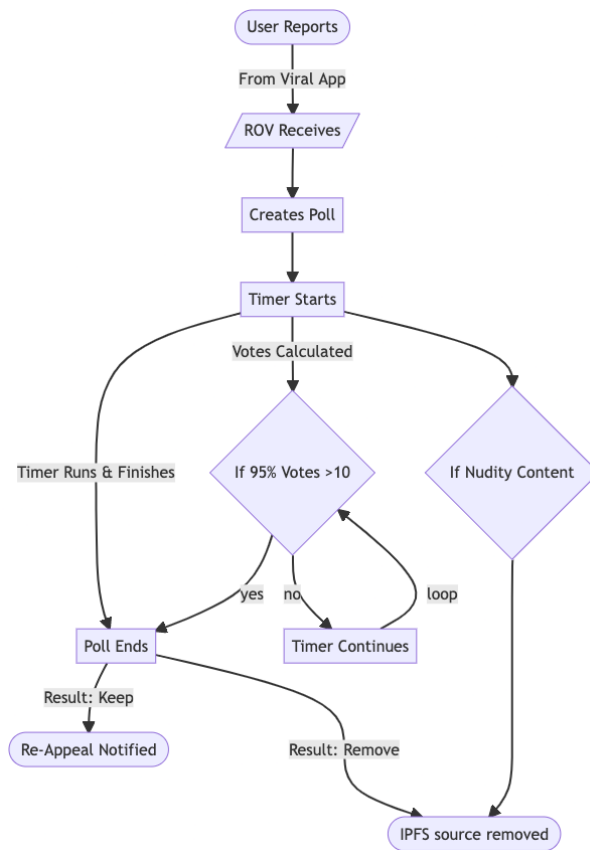 User Reports
From Viral App
ROV Receives
Creates Poll
Timer Starts
Votes Calculated
Timer Runs & Finishes
If 95% Votes >10
If Nudity Content
yes
no
loop
Poll Ends
Timer Continues
Result: Keep
Re-Appeal Notified
Result: Remove
IPFS source removed